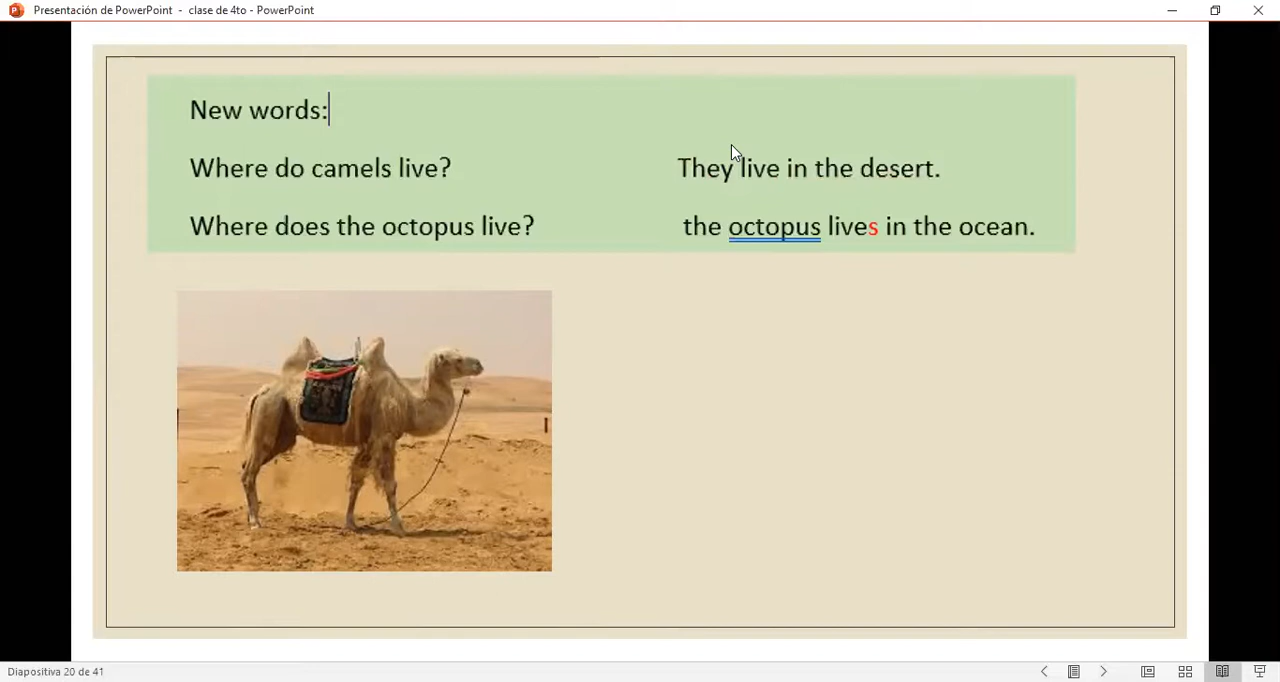 Presentación de PowerPoint - clase de 4to - PowerPoint
New words:
Where do camels live? They live in the desert.
Where does the octopus live? the octopus lives in the ocean.
Diapositiva 20 de 41